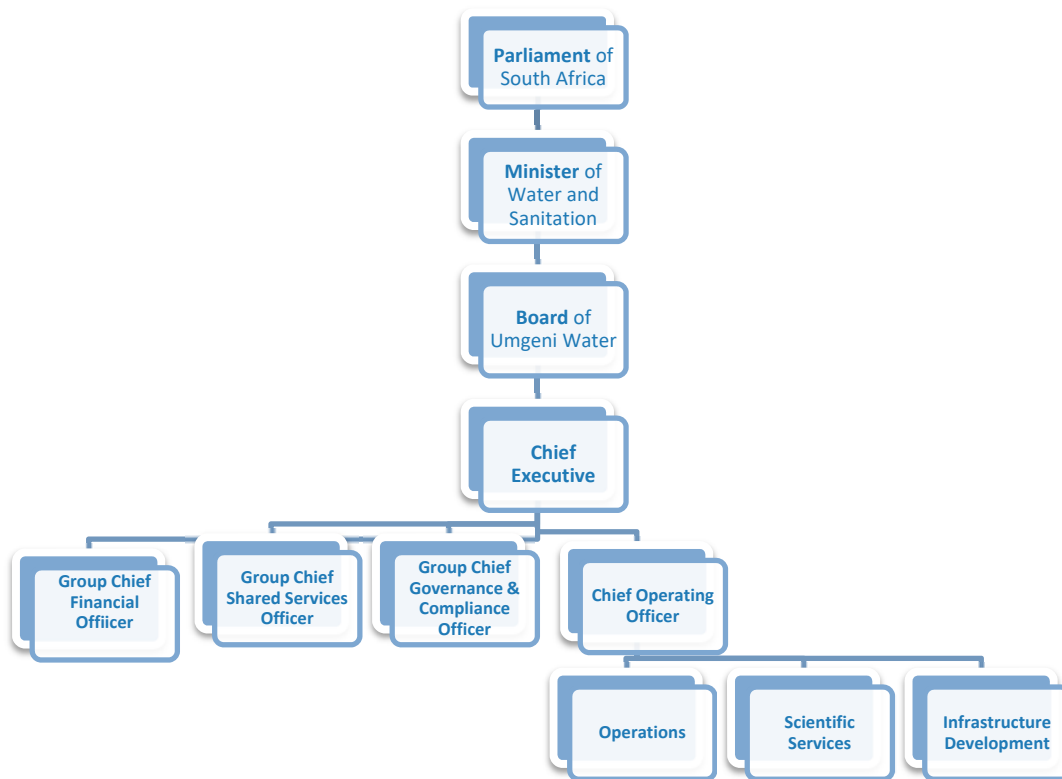 Parliament of
South Africa
Minister of
Water and
Sanitation
Board of
Umgeni Water
Chief
Executive
Group Chief
Financial
Offiicer
Group Chief
Shared Services
Officer
Group Chief
Governance &
Compliance
Officer
Chief Operating
Officer
Operations
Scientific
Services
Infrastructure
Development